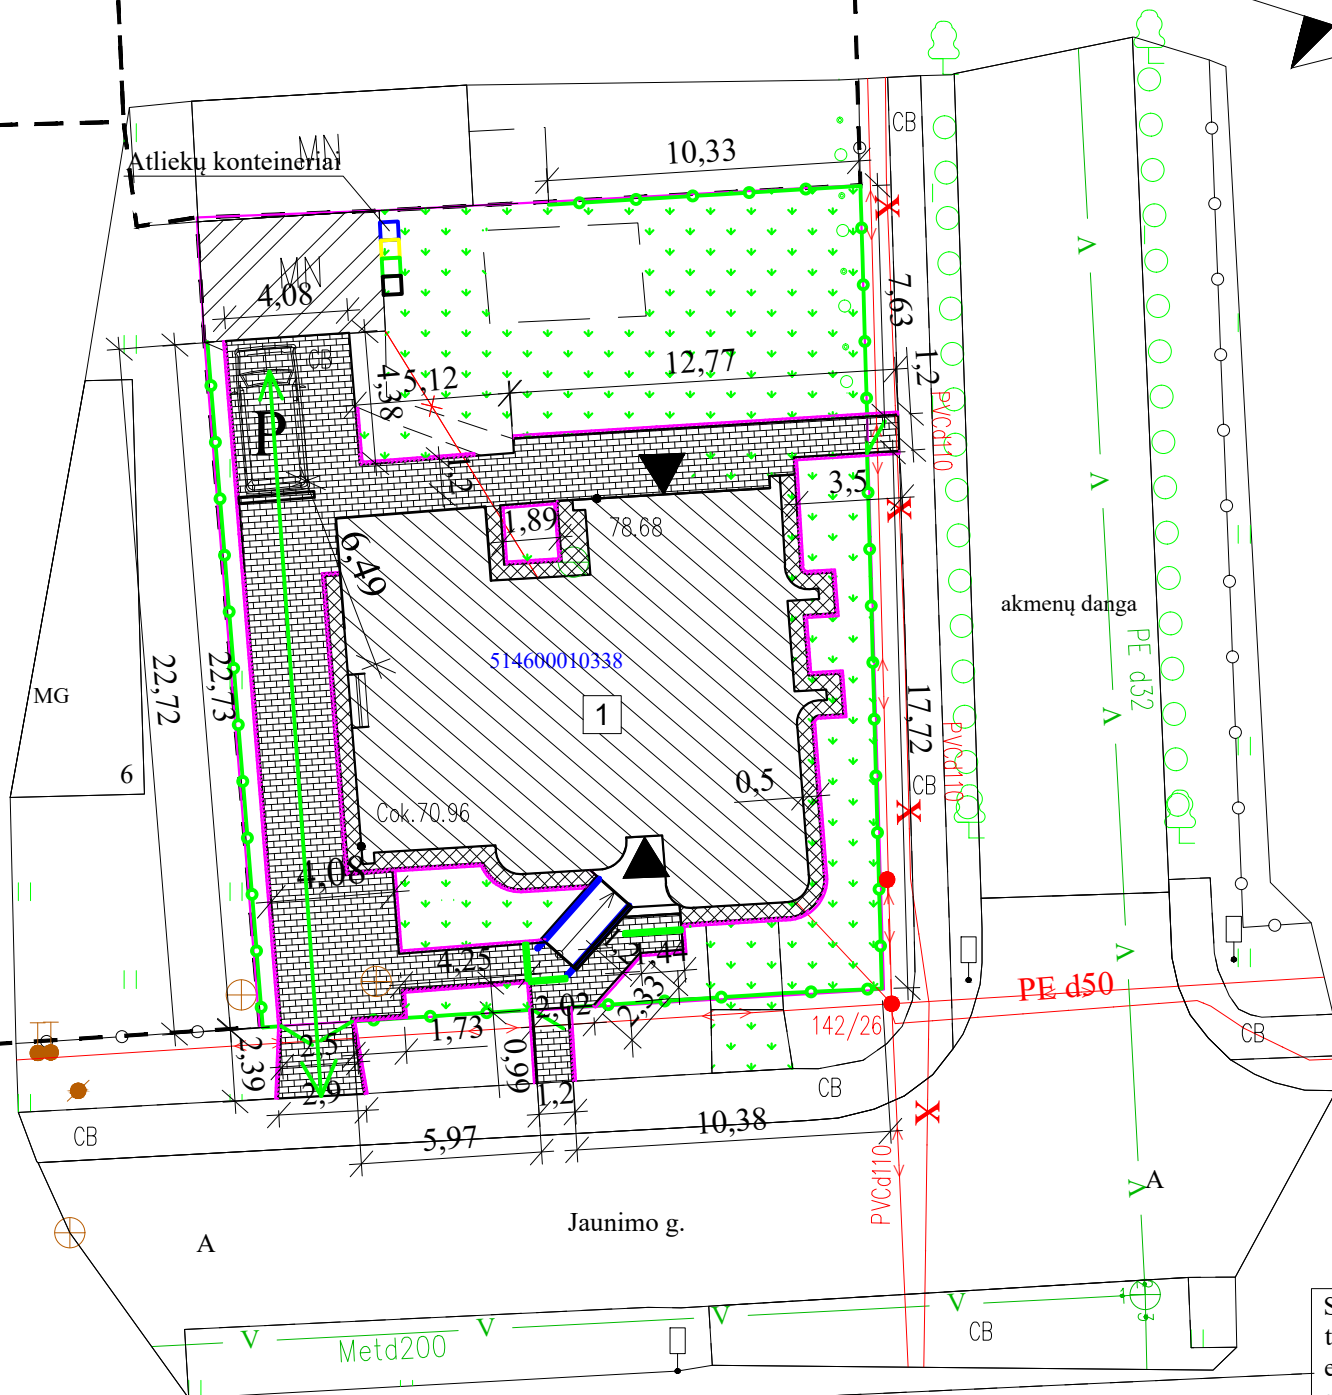 CB
MN
Atliekų konteineriai
10,33
X
MN
4,08
7,63
CB
4,38
5,12
12,77
1,2
PVCd110
P
1,2
3,5
X
1,89
78.68
6,49
akmenų danga
V
V
V
V
V
PE d32
514600010338
1
22,72
22,73
MG
6
17,72
PVCd110
0,5
CB
X
Cok.70.96
4,08
4,25
1,44
2,02
2,33
PE d50
142/26
CB
2,5
2,39
1,73
0,99
2,9
1,2
CB
CB
X
5,97
10,38
PVCd110
A
Jaunimo g.
A
V
V
V
V
Metd200
CB
S
t
e